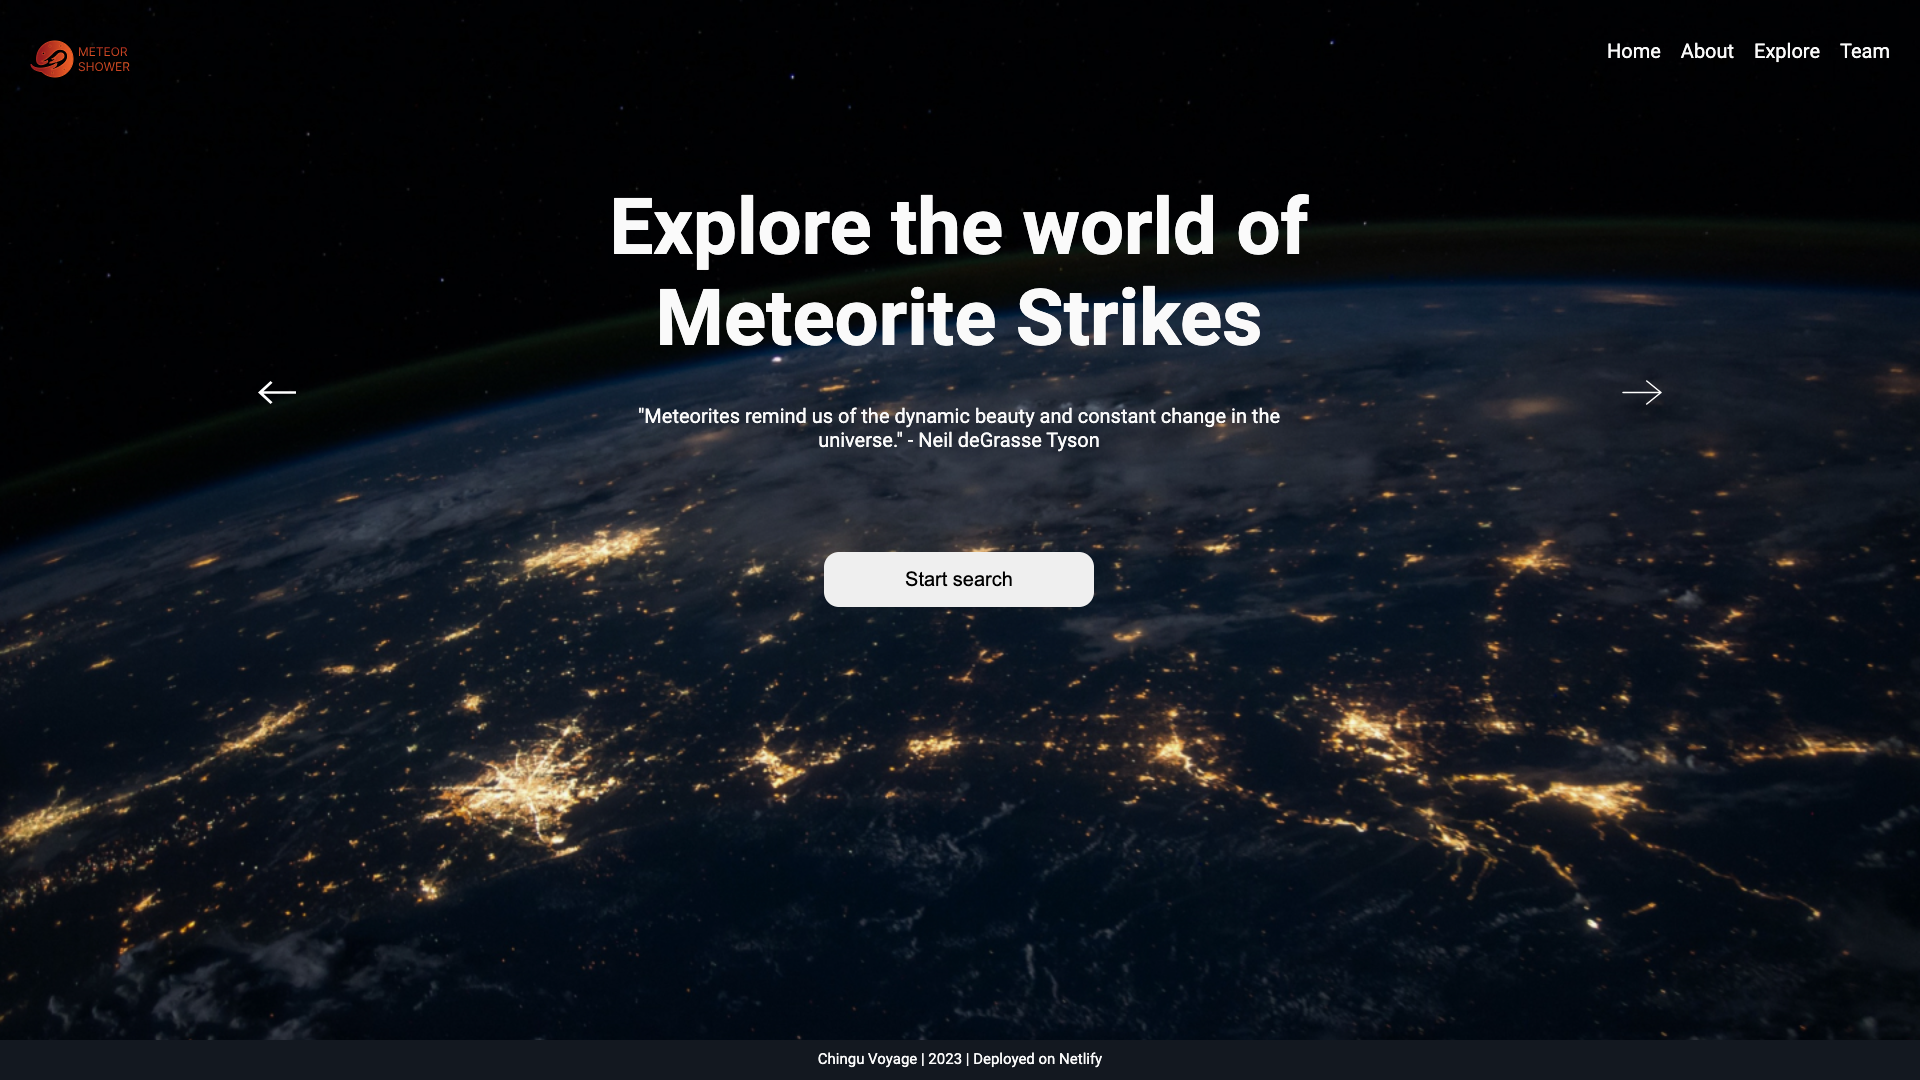 METEOR
SHOWER
Home About Explore Team
Explore the world of
Meteorite Strikes
"Meteorites remind us of the dynamic beauty and constant change in the
universe." - Neil deGrasse Tyson
Start search
Chingu Voyage | 2023 | Deployed on Netlify